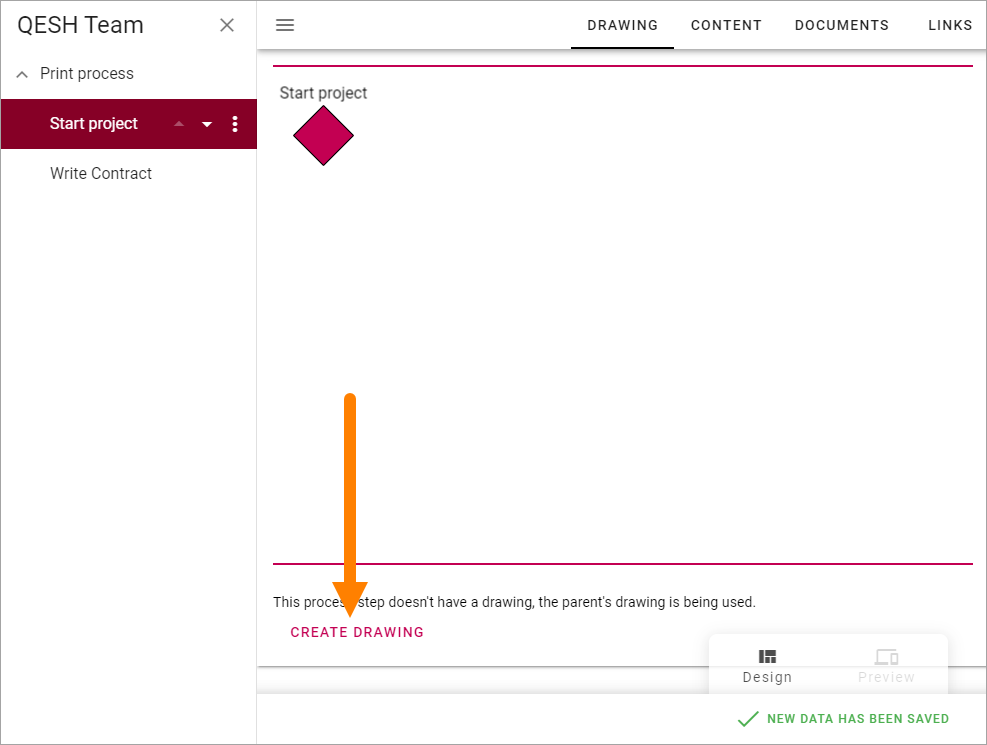 QESH Team
Print process
Start project
Write Contract
DRAWING CONTENT DOCUMENTS LINKS
Start project
This process step doesn't have a drawing, the parent's drawing is being used.
CREATE DRAWING
Design Preview
NEW DATA HAS BEEN SAVED